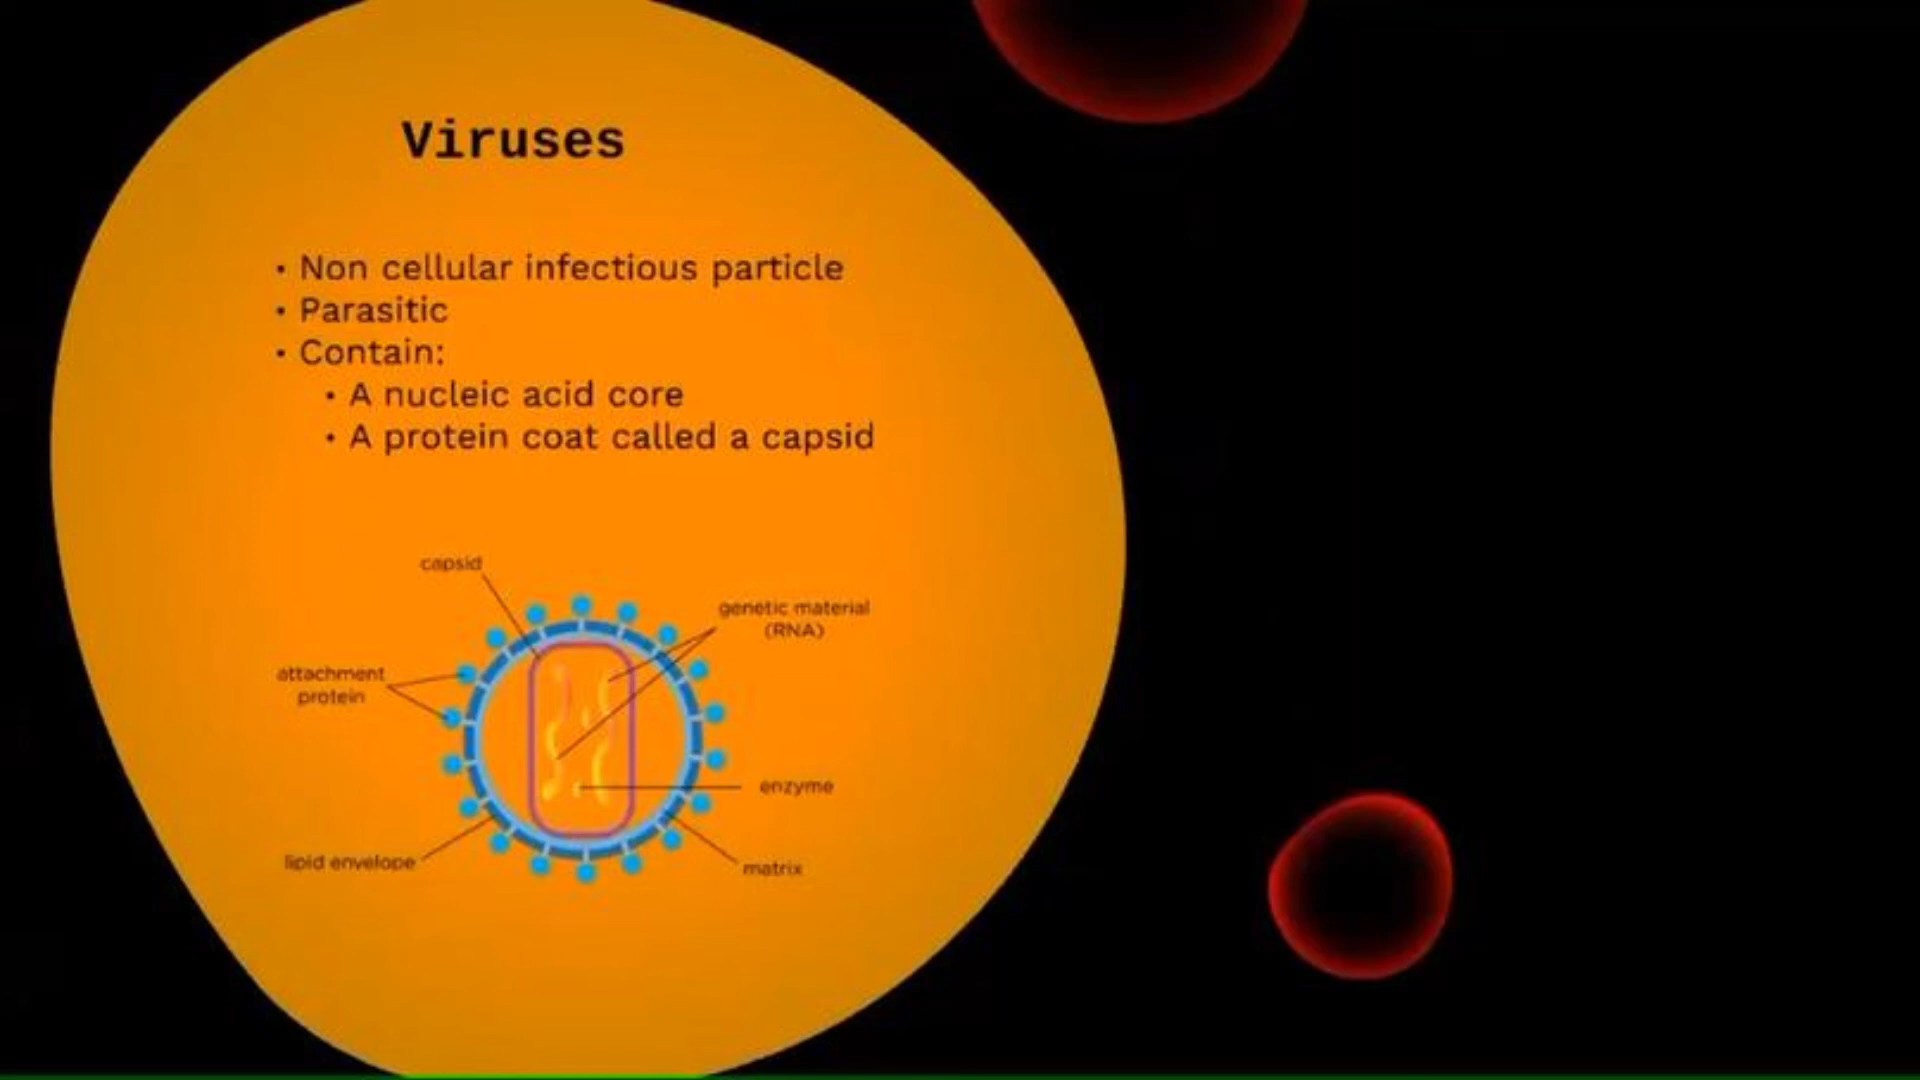 Viruses
• Non cellular infectious particle
• Parasitic
• Contain:
• A nucleic acid core
• A protein coat called a capsid
capsid
genetic material
(RNA)
attachment
protein
enzyme
lipid envelope
matrix